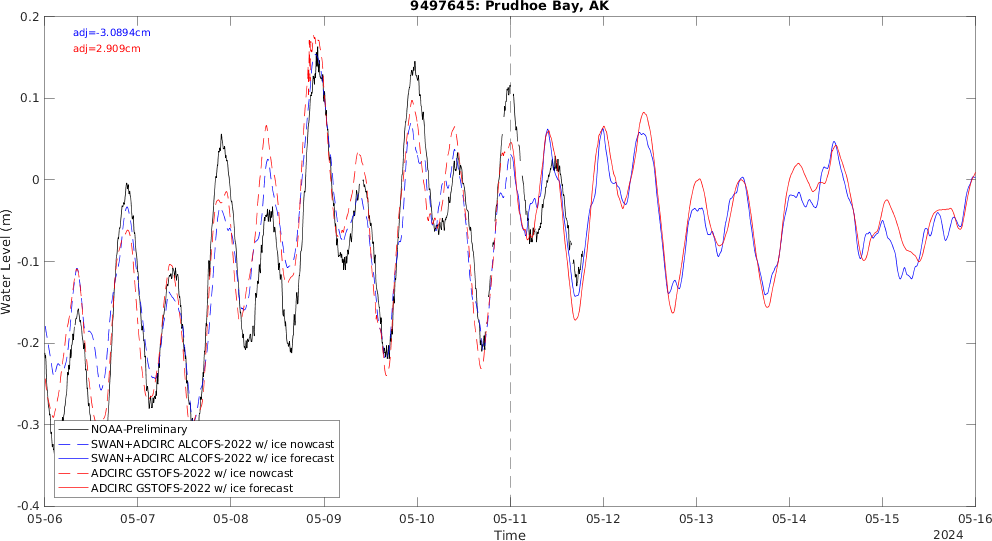 9497645: Prudhoe Bay, AK
adj=-3.0894cm
adj=2.909cm
0.2
0.1
0
-0.1
-0.2
-0.3
-0.4
Water Level (m)
NOAA-Preliminary
SWAN+ADCIRC ALCOFS-2022 w/ ice nowcast
SWAN+ADCIRC ALCOFS-2022 w/ ice forecast
ADCIRC GSTOFS-2022 w/ ice nowcast
ADCIRC GSTOFS-2022 w/ ice forecast
05-06 05-07 05-08 05-09 05-10 05-11 05-12 05-13 05-14 05-15 05-16
Time
2024